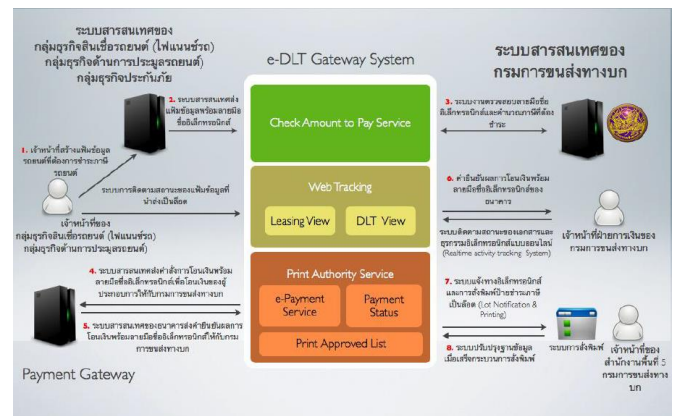 ระบบสารสนเทศของ
กลุ่มธุรกิจสินเชื่อรถยนต์ (ไฟแนนซ์รถ)
กลุ่มธุรกิจด้านการประมูลรถยนต์)
กลุ่มธุรกิจประกันภัย
e-DLT Gateway System
ระบบสารสนเทศของ
กรมการขนส่งทางบก
2. ระบบสารสนเทศส่ง
แฟ้มข้อมูลพร้อมลายมือ
ชื่ออิเล็กทรอนิกส์
1. เจ้าหน้าที่สร้างแฟ้มข้อมูล
รถยนต์ที่ต้องการชำระภาษี
รถยนต์
ระบบการติดตามสถานะของแฟ้มข้อมูลที่
นำส่งเป็นล็อต
เจ้าหน้าที่ของ
กลุ่มธุรกิจสินเชื่อรถยนต์ (ไฟแนนซ์รถ)
กลุ่มธุรกิจด้านการประมูลรถยนต์)
4. ระบบสารสนเทศส่งคำสั่งการโอนเงินพร้อม
ลายมือชื่ออิเล็กทรอนิกส์เพื่อโอนเงินของผู้
ประกอบการให้กับกรมการขนส่งทางบก
5. ระบบสารสนเทศของธนาคารส่งคำยืนยันผลการ
โอนเงินพร้อมลายมือชื่ออิเล็กทรอนิกส์ให้กับกรม
การขนส่งทางบก
Payment Gateway
Check Amount to Pay Service
Web Tracking
Leasing View
DLT View
Print Authority Service
e-Payment
Service
Payment
Status
Print Approved List
3. ระบบงานตรวจสอบลายมือชื่อ
อิเล็กทรอนิกส์และคำนวณภาษีที่ต้อง
ชำระ
6. คำยืนยันผลการโอนเงินพร้อม
ลายมือชื่ออิเล็กทรอนิกส์ของ
ธนาคาร
ระบบติดตามสถานะของเอกสารและ
ธุรกรรมอิเล็กทรอนิกส์แบบออนไลน์
(Realtime activity tracking System)
เจ้าหน้าที่ฝ่ายการเงินของ
กรมการขนส่งทางบก
7. ระบบแจ้งทางอิเล็กทรอนิกส์
และการสั่งพิมพ์ป้ายชำระภาษี
เป็นล็อต (Lot Notification &
Printing)
8. ระบบปรับปรุงฐานข้อมูล
เมื่อเสร็จกระบวนการสั่งพิมพ์
ระบบการสั่งพิมพ์
เจ้าหน้าที่ของ
สำนักงานพื้นที่ 5
กรมการขนส่งทาง
บก